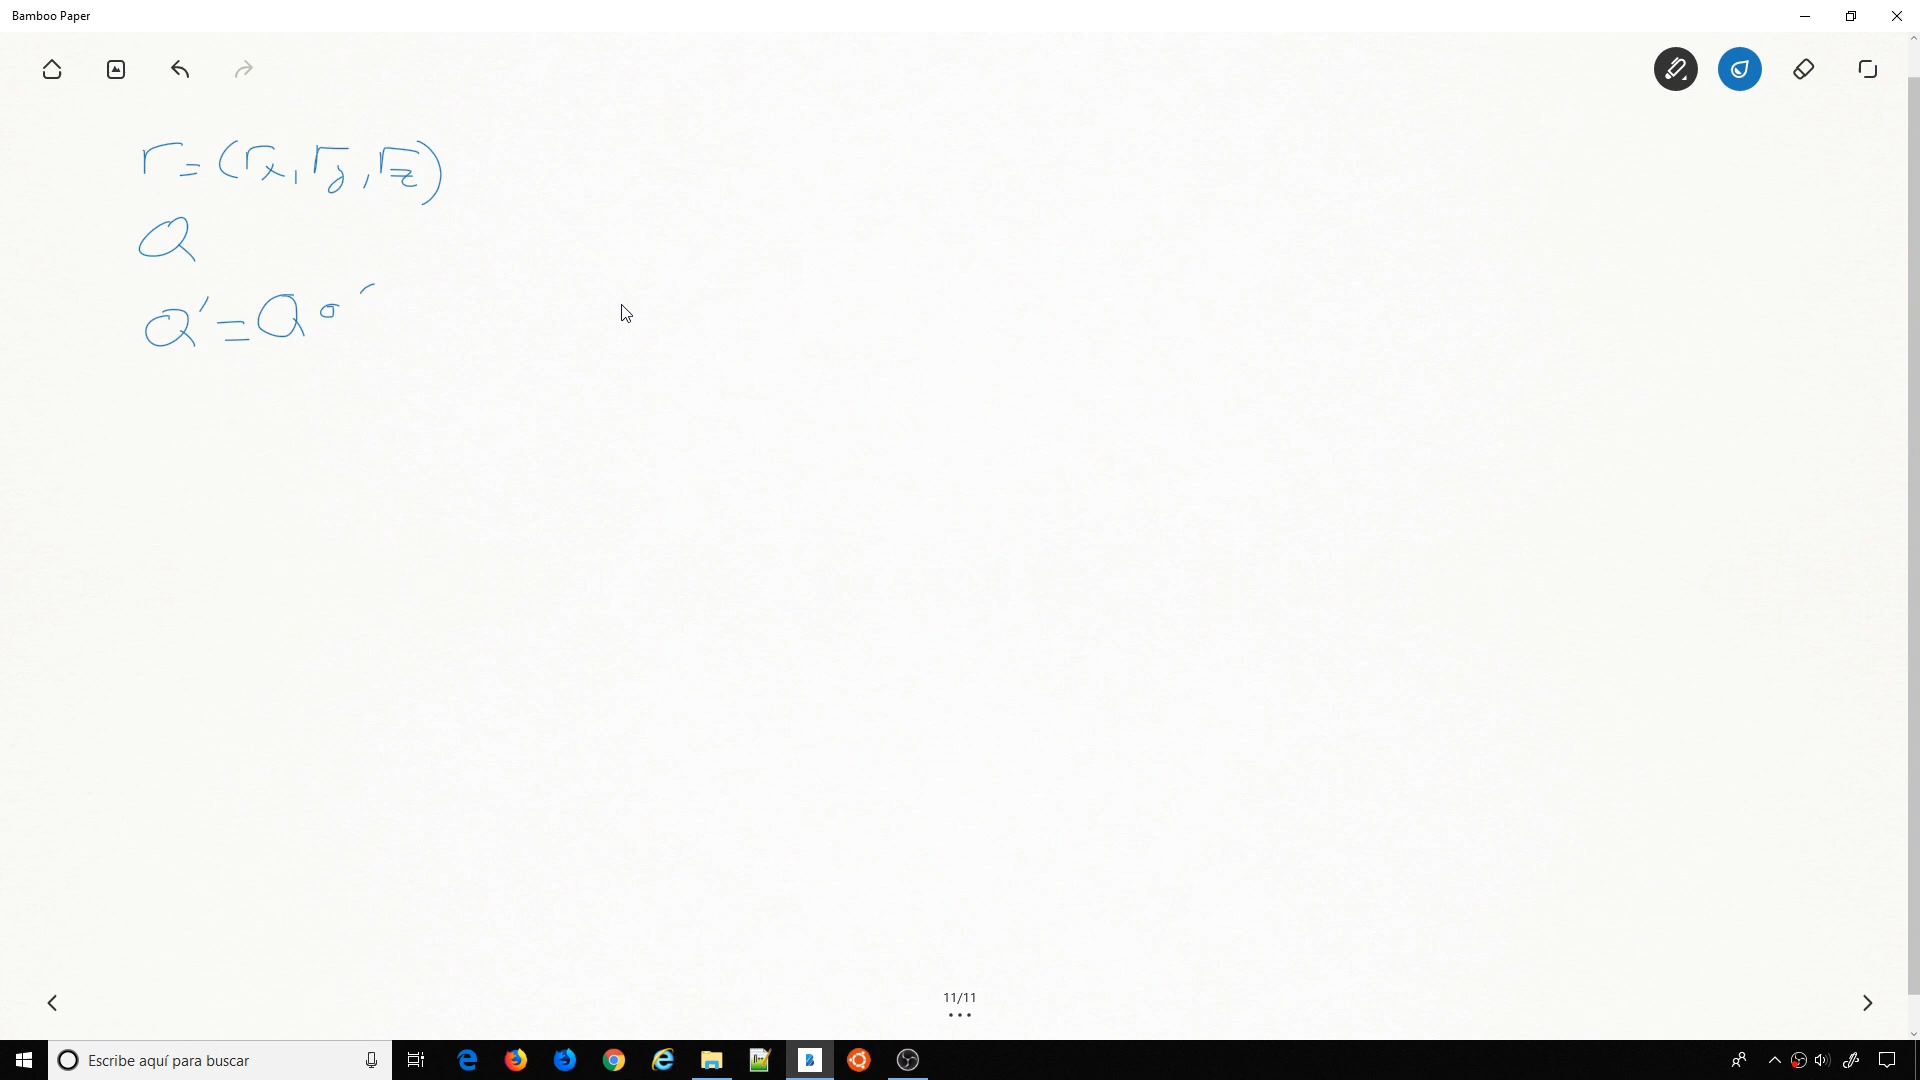 Bamboo Paper
r = (rx, ry, rz)
Q
Q' = Q o
11/11
Escribe aquí para buscar